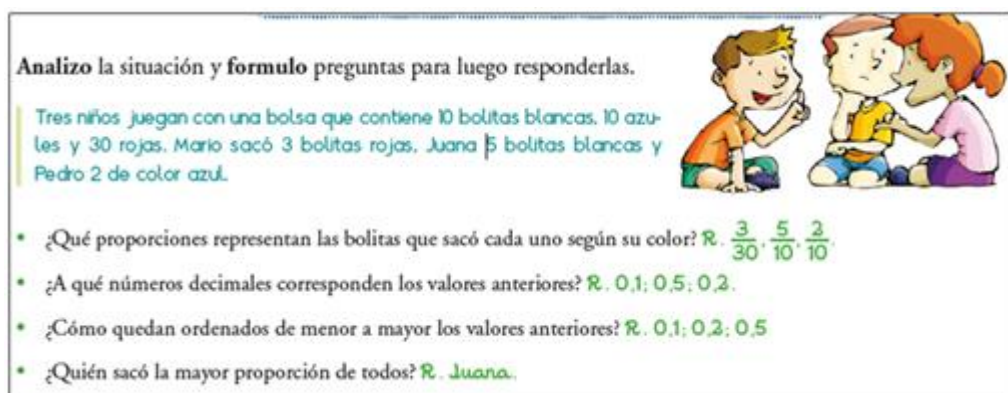 Analizo la situación y formulo preguntas para luego responderlas.
Tres niños juegan con una bolsa que contiene 10 bolitas blancas, 10 azu-
les y 30 rojas. Mario sacó 3 bolitas rojas, Juana 5 bolitas blancas y
Pedro 2 de color azul.
• ¿Qué proporciones representan las bolitas que sacó cada uno según su color? R. 3/30, 5/10, 2/10.
• ¿A qué números decimales corresponden los valores anteriores? R. 0,1; 0,5; 0,2.
• ¿Cómo quedan ordenados de menor a mayor los valores anteriores? R. 0,1; 0,2; 0,5
• ¿Quién sacó la mayor proporción de todos? R. Juana.